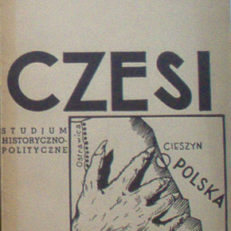 CZESI
STUDIUM
HISTORYCZNO-
POLITYCZNE
Ostrawica
CIESZYN
POLSKA